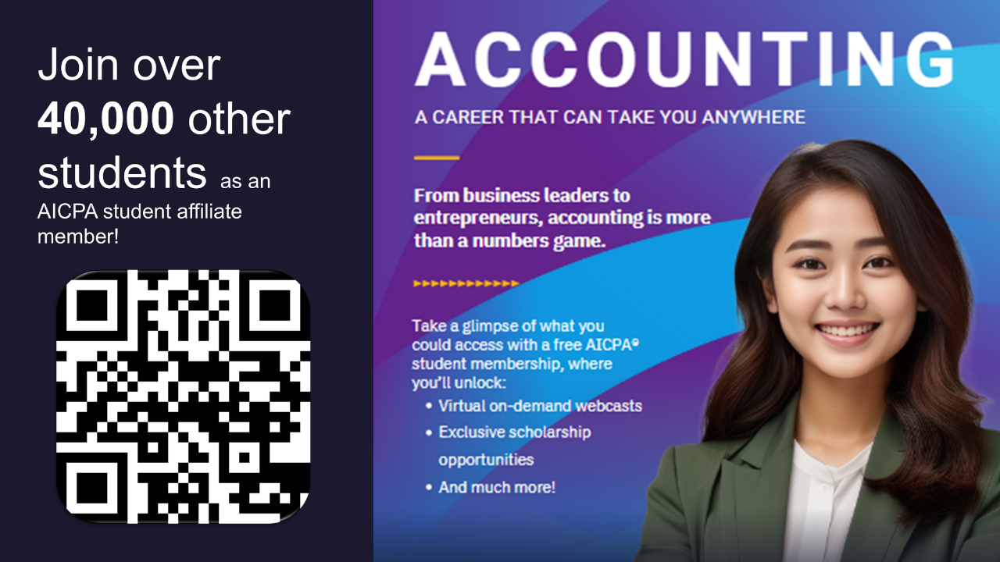 Join over
40,000 other
students as an
AICPA student affiliate
member!
ACCOUNTING
A CAREER THAT CAN TAKE YOU ANYWHERE
From business leaders to
entrepreneurs, accounting is more
than a numbers game.
Take a glimpse of what you
could access with a free AICPA®
student membership, where
you'll unlock:
• Virtual on-demand webcasts
• Exclusive scholarship
opportunities
• And much more!